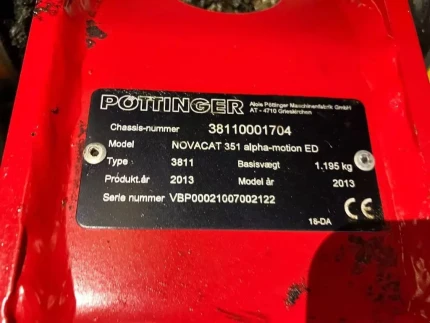 PÖTTINGER Alois Pöttinger Maschinenfabrik GmbH
AT - 4710 Grieskirchen
Chassis-nummer 38110001704
Model NOVACAT 351 alpha-motion ED
Type 3811 Basisvægt 1.195 kg
Produkt.år 2013 Model år 2013
Serie nummer VBP00021007002122
CE
18-DA